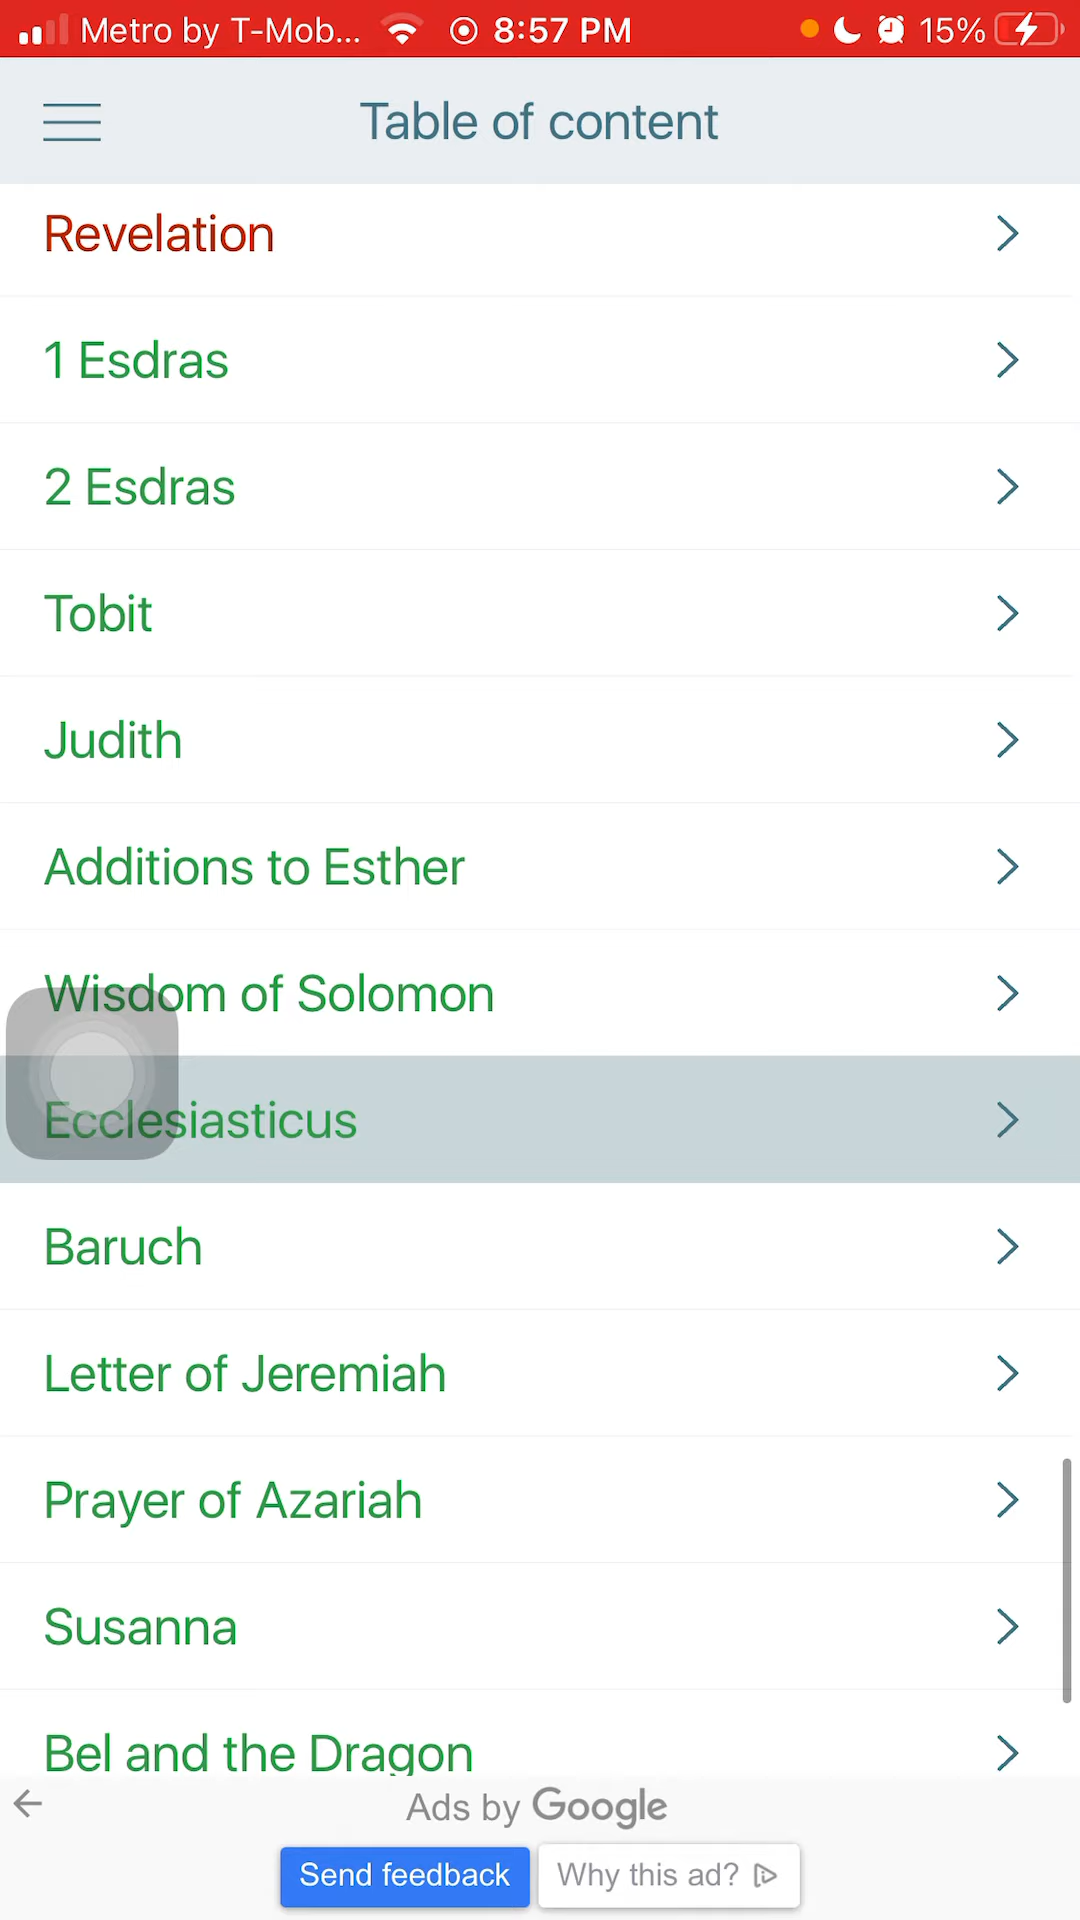 Metro by T-Mob... 8:57 PM 15%
Table of content
Revelation
1 Esdras
2 Esdras
Tobit
Judith
Additions to Esther
Wisdom of Solomon
Ecclesiasticus
Baruch
Letter of Jeremiah
Prayer of Azariah
Susanna
Bel and the Dragon
Ads by Google
Send feedback Why this ad?